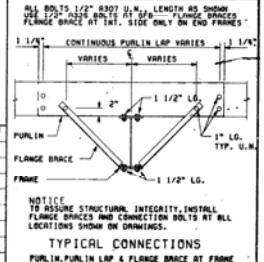 ALL BOLTS 1/2" A307 U.N. LENGTH AS SHOWN
USE 1/2" A325 BOLTS AT FLANGE BRACES
FLANGE BRACE AT INT. SIDE ONLY ON END FRAMES
1 1/4" CONTINUOUS PURLIN LAP VARIES 1 1/4"
VARIES VARIES
2" 1 1/2" LG.
PURLIN
1" LG.
TYP. U.N.
FLANGE BRACE
FRAME
1 1/2" LG.
NOTICE
TO ASSURE STRUCTURAL INTEGRITY, INSTALL
FLANGE BRACES AND CONNECTION BOLTS AT ALL
LOCATIONS SHOWN ON DRAWINGS.
TYPICAL CONNECTIONS
PURLIN, PURLIN LAP & FLANGE BRACE AT FRAME